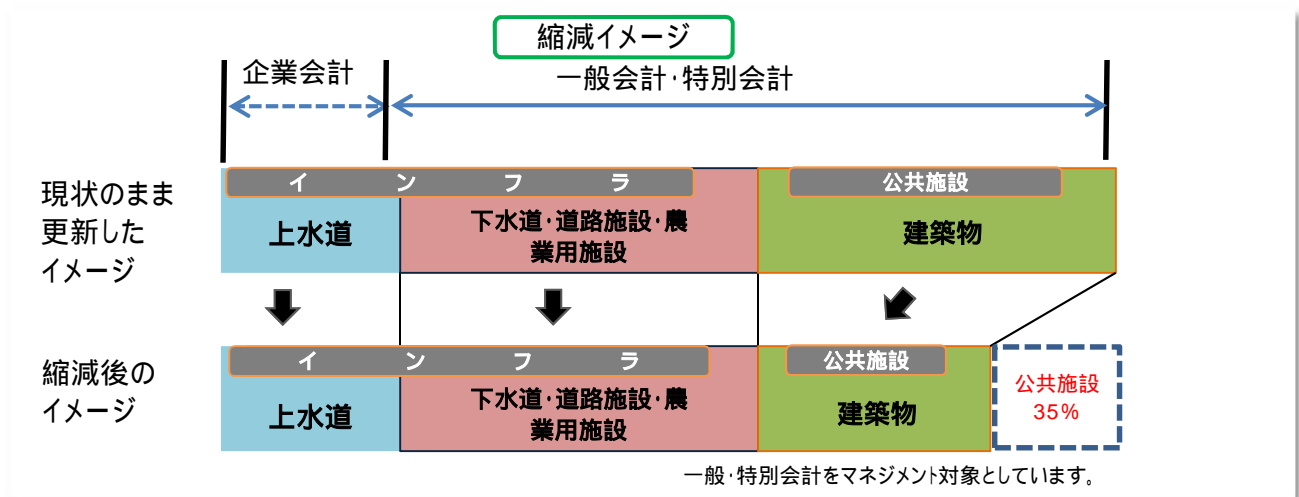 縮減イメージ
企業会計
一般会計・特別会計
現状のまま
更新した
イメージ
インフラ
公共施設
上水道
下水道・道路施設・農
業用施設
建築物
縮減後の
イメージ
インフラ
公共施設
上水道
下水道・道路施設・農
業用施設
建築物
公共施設
35%
一般・特別会計をマネジメント対象としています。